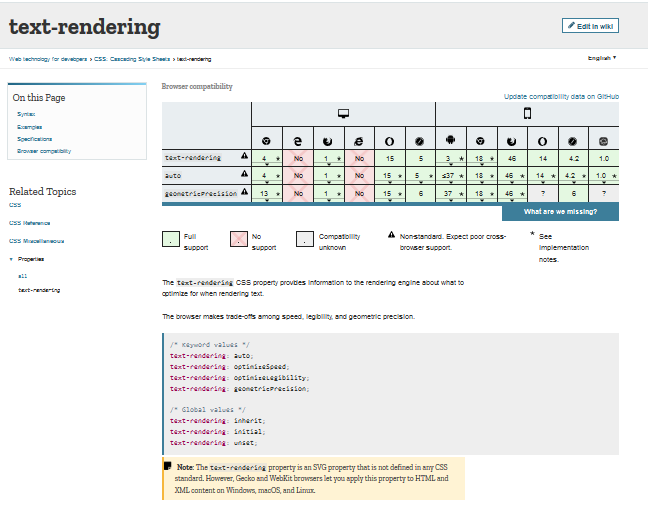 text-rendering
Edit in wiki
Web technology for developers › CSS: Cascading Style Sheets › text-rendering
English ▼
On this Page
Syntax
Examples
Specifications
Browser compatibility
Related Topics
CSS
CSS Reference
CSS Miscellaneous
▼ Properties
all
text-rendering
Browser compatibility
Update compatibility data on GitHub
text-rendering 4 * No 1 * No 15 5 3 * 18 * 46 14 4.2 1.0
auto 4 * No 1 * No 15 * 5 * ≤37 * 18 * 46 * 14 * 4.2 * 1.0 *
geometricPrecision 13 * No 1 * No 15 * 6 37 * 18 * 46 * ? 6 ?
What are we missing?
Full support
No support
Compatibility unknown
Non-standard. Expect poor cross-browser support.
* See implementation notes.
The text-rendering CSS property provides information to the rendering engine about what to
optimize for when rendering text.
The browser makes trade-offs among speed, legibility, and geometric precision.
/* Keyword values */
text-rendering: auto;
text-rendering: optimizeSpeed;
text-rendering: optimizeLegibility;
text-rendering: geometricPrecision;
/* Global values */
text-rendering: inherit;
text-rendering: initial;
text-rendering: unset;
Note: The text-rendering property is an SVG property that is not defined in any CSS
standard. However, Gecko and WebKit browsers let you apply this property to HTML and
XML content on Windows, macOS, and Linux.